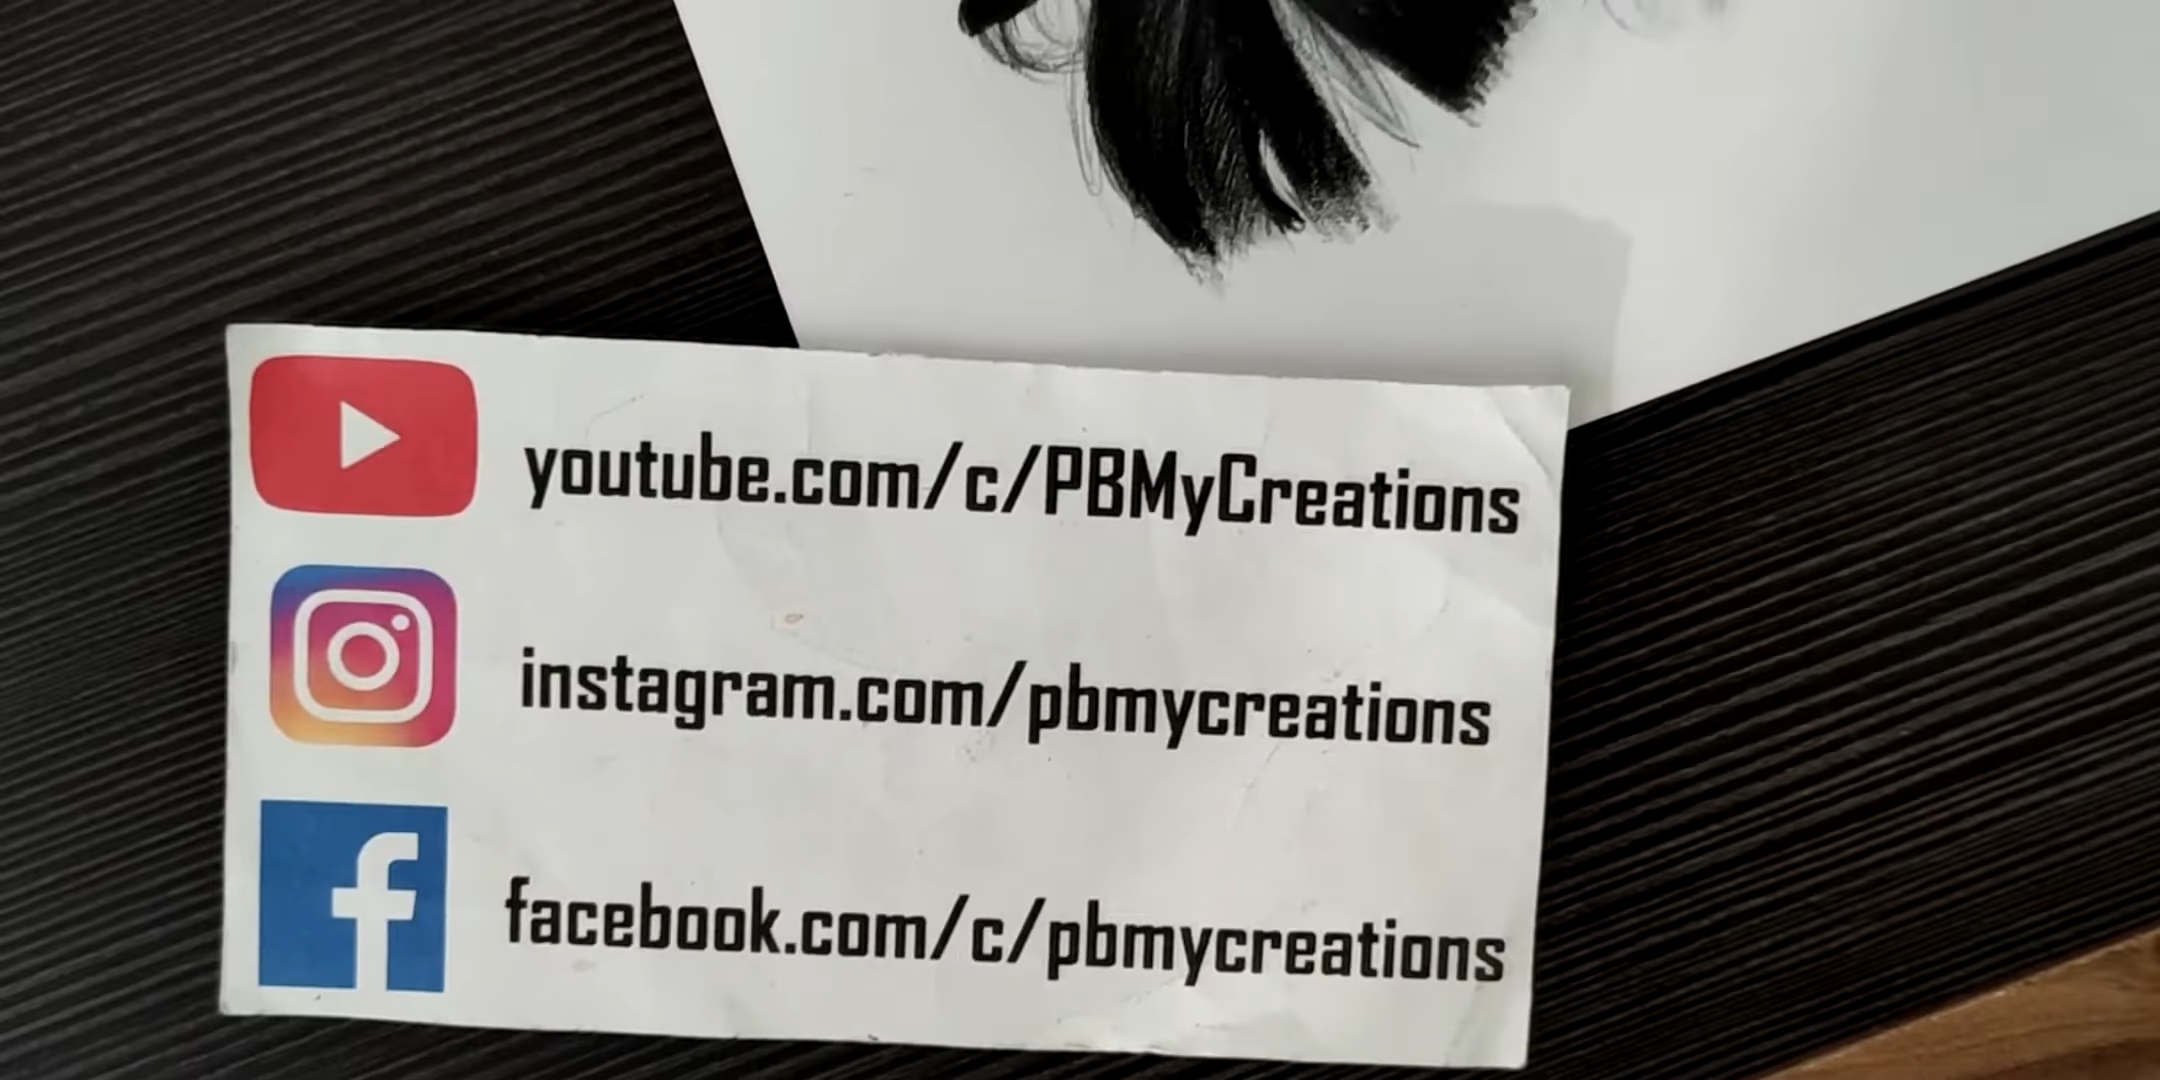 youtube.com/c/PBMyCreations
instagram.com/pbmycreations
facebook.com/c/pbmycreations